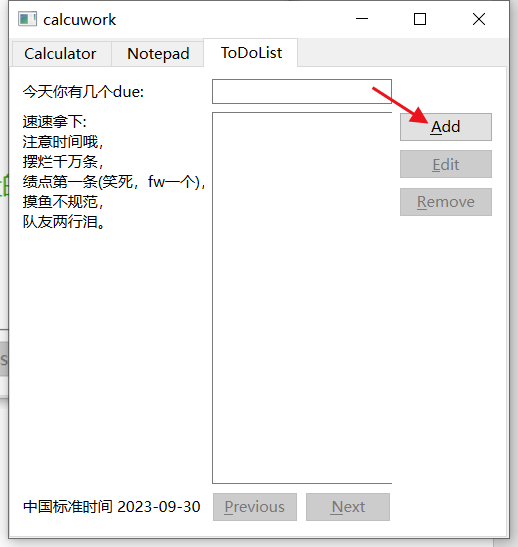 calcuwork
Calculator Notepad ToDoList
今天你有几个due:
速速拿下:
注意时间哦，
摆烂千万条，
绩点第一条(笑死，fw一个)，
摸鱼不规范，
队友两行泪。
Add
Edit
Remove
中国标准时间 2023-09-30
Previous Next